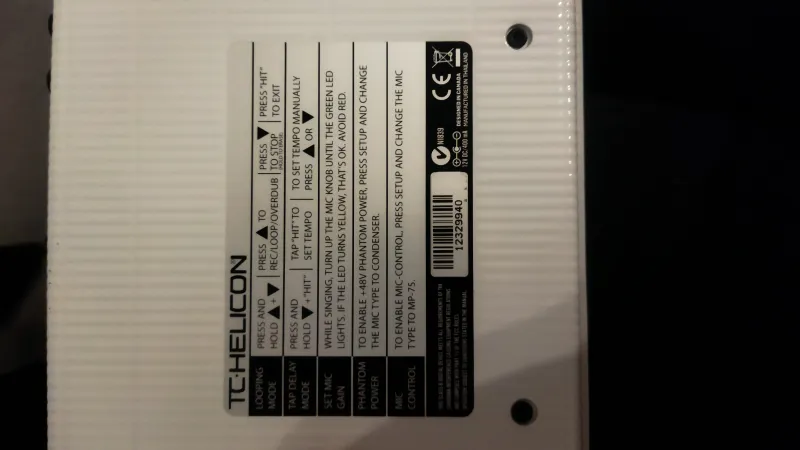 TC·HELICON
LOOPING MODE
PRESS AND HOLD ▲ + ▼
PRESS ▲ TO REC/LOOP/OVERDUB
PRESS ▼ TO STOP
PRESS "HIT" TO EXIT
TAP DELAY MODE
PRESS AND HOLD ▼ + "HIT"
TAP "HIT" TO SET TEMPO
TO SET TEMPO MANUALLY PRESS ▲ OR ▼
SET MIC GAIN
WHILE SINGING, TURN UP THE MIC KNOB UNTIL THE GREEN LED
LIGHTS. IF THE LED TURNS YELLOW, THAT'S OK. AVOID RED.
PHANTOM POWER
TO ENABLE +48V PHANTOM POWER, PRESS SETUP AND CHANGE
THE MIC TYPE TO CONDENSER.
MIC CONTROL
TO ENABLE MIC-CONTROL, PRESS SETUP AND CHANGE THE MIC
TYPE TO MP-75.
12329940
N1839
CE
12V DC 400 mA
DESIGNED IN CANADA
MANUFACTURED IN THAILAND